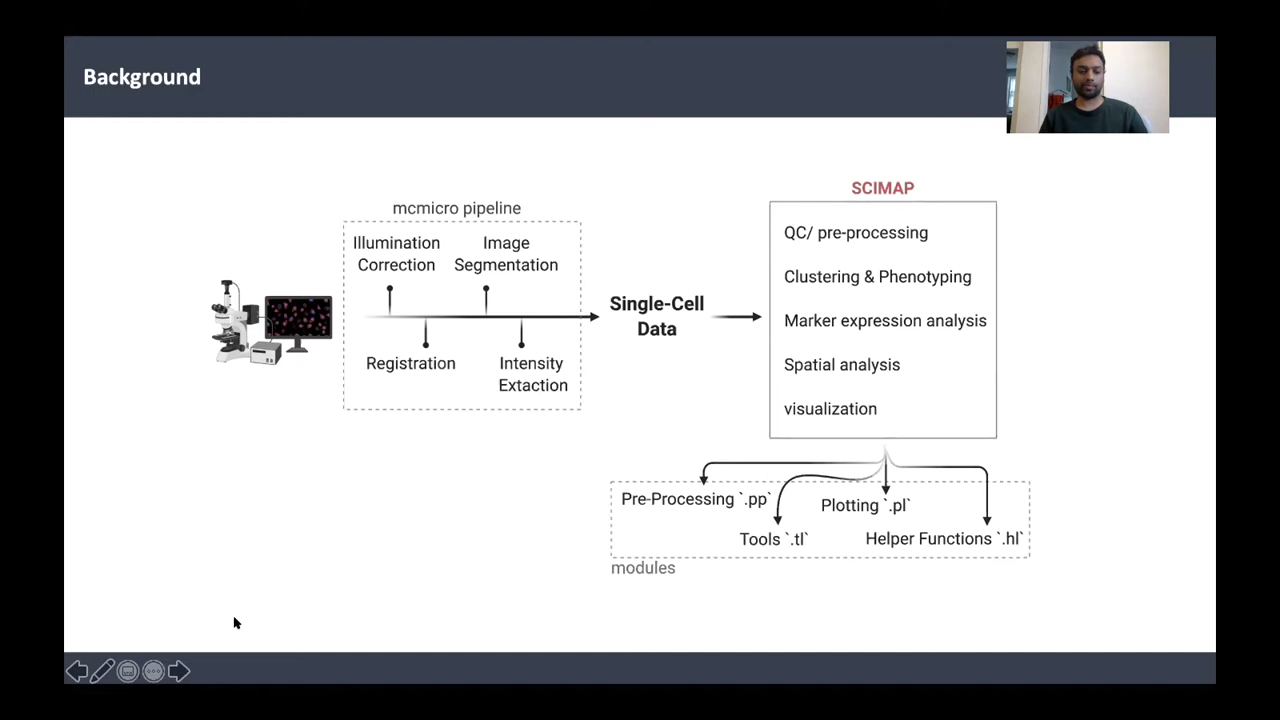 Background
mcmicro pipeline
Illumination
Correction
Image
Segmentation
Registration
Intensity
Extaction
Single-Cell
Data
SCIMAP
QC/ pre-processing
Clustering & Phenotyping
Marker expression analysis
Spatial analysis
visualization
Pre-Processing `.pp`
Plotting `.pl`
Tools `.tl`
Helper Functions `.hl`
modules